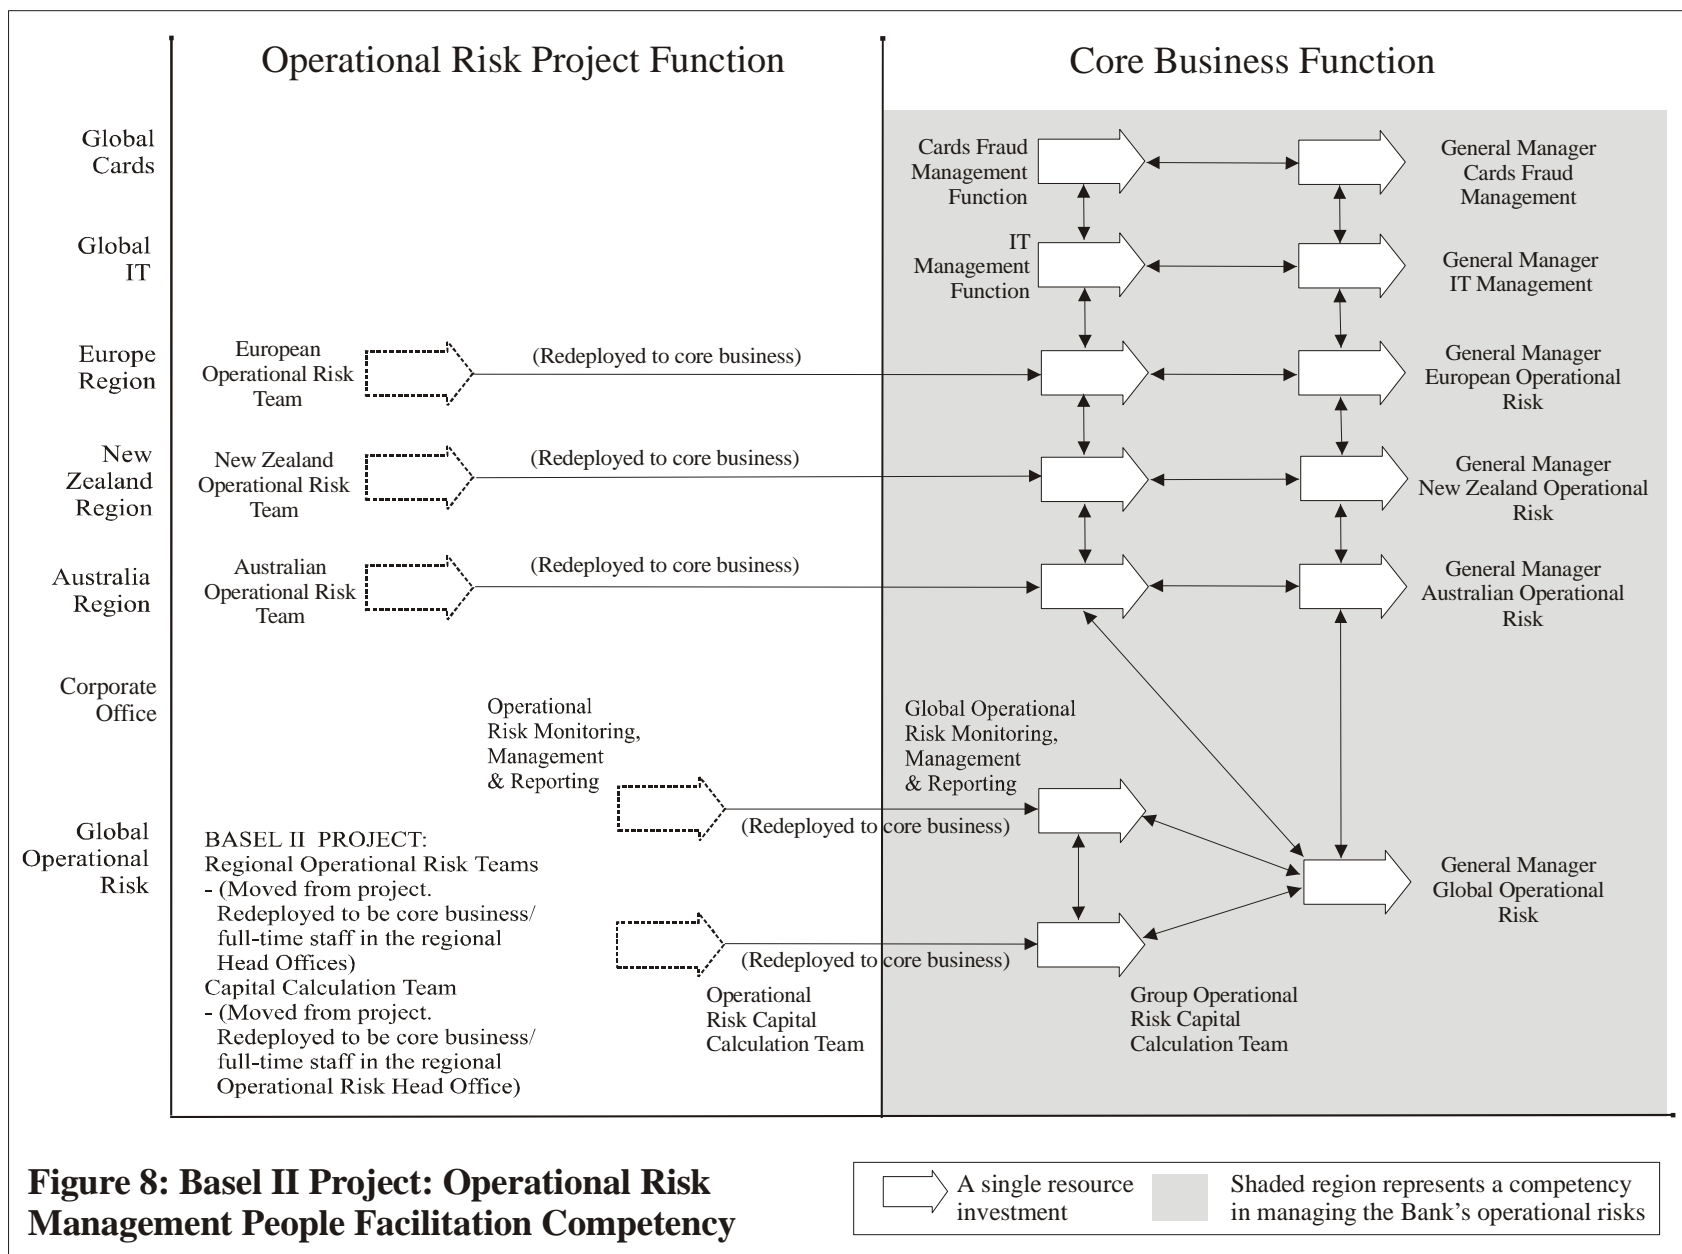 Operational Risk Project Function
Core Business Function
Global
Cards
Cards Fraud
Management
Function
General Manager
Cards Fraud
Management
Global
IT
IT
Management
Function
General Manager
IT Management
Europe
Region
European
Operational Risk
Team
(Redeployed to core business)
General Manager
European Operational
Risk
New
Zealand
Region
New Zealand
Operational Risk
Team
(Redeployed to core business)
General Manager
New Zealand Operational
Risk
Australia
Region
Australian
Operational Risk
Team
(Redeployed to core business)
General Manager
Australian Operational
Risk
Corporate
Office
Operational
Risk Monitoring,
Management
& Reporting
Global Operational
Risk Monitoring,
Management
& Reporting
(Redeployed to core business)
Global
Operational
Risk
General Manager
Global Operational
Risk
BASEL II PROJECT:
Regional Operational Risk Teams
- (Moved from project.
Redeployed to be core business/
full-time staff in the regional
Head Offices)
Capital Calculation Team
- (Moved from project.
Redeployed to be core business/
full-time staff in the regional
Operational Risk Head Office)
(Redeployed to core business)
Operational
Risk Capital
Calculation Team
Group Operational
Risk Capital
Calculation Team
Figure 8: Basel II Project: Operational Risk
Management People Facilitation Competency
A single resource
investment
Shaded region represents a competency
in managing the Bank's operational risks